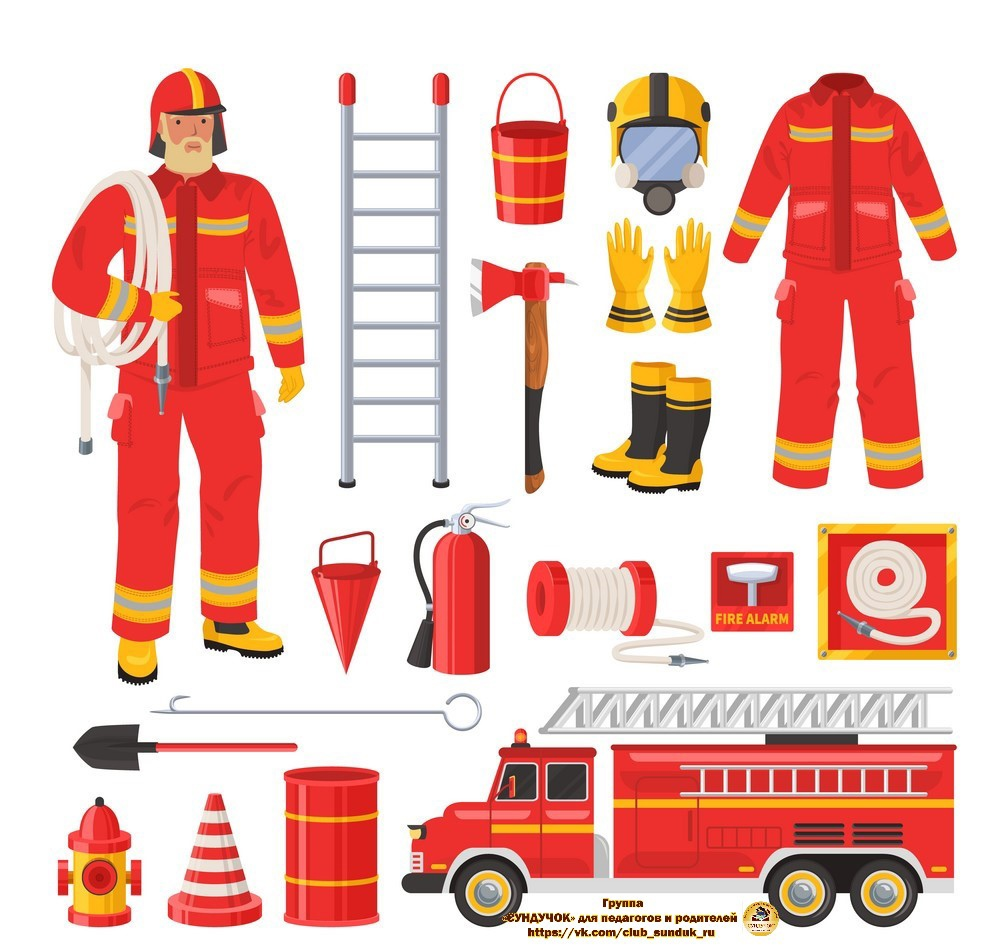 FIRE ALARM
Группа
«СУНДУЧОК» для педагогов и родителей
https://vk.com/club_sunduk_ru